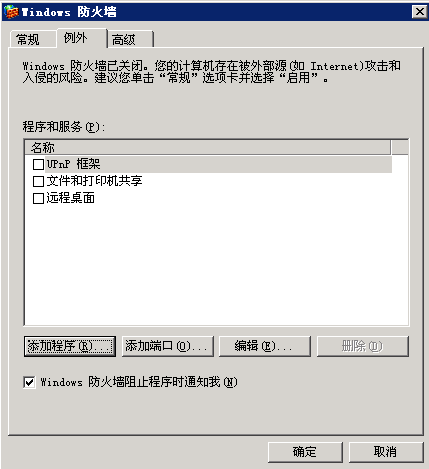 Windows 防火墙
常规 例外 高级
Windows 防火墙已关闭。您的计算机存在被外部源(如 Internet)攻击和
入侵的风险。建议您单击“常规”选项卡并选择“启用”。
程序和服务(P):
名称
UPnP 框架
文件和打印机共享
远程桌面
添加程序(R)... 添加端口(O)... 编辑(E)... 删除(D)
Windows 防火墙阻止程序时通知我(N)
确定 取消